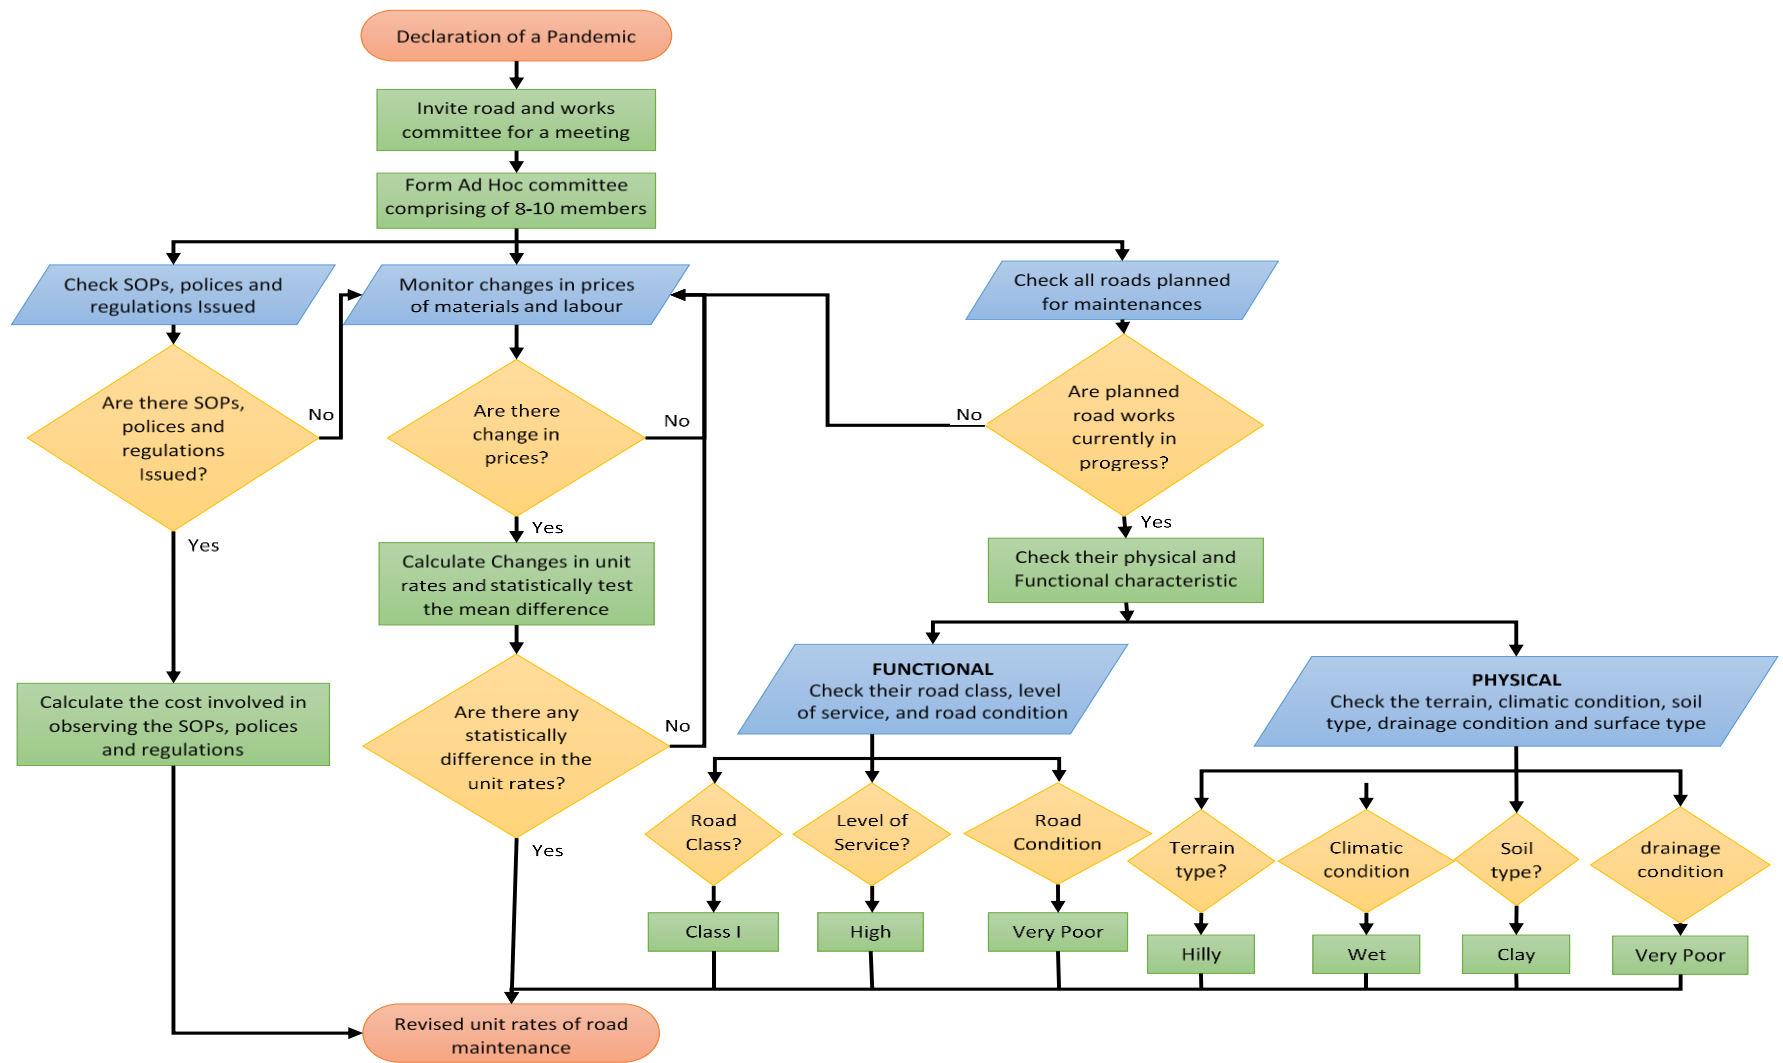 Declaration of a Pandemic
Invite road and works
committee for a meeting
Form Ad Hoc committee
comprising of 8-10 members
Check SOPs, polices and
regulations Issued
Monitor changes in prices
of materials and labour
Check all roads planned
for maintenances
Are there SOPs,
polices and
regulations
Issued?
No
Are there
change in
prices?
No
Are planned
road works
currently in
progress?
No
Yes
Yes
Yes
Calculate Changes in unit
rates and statistically test
the mean difference
Check their physical and
Functional characteristic
Calculate the cost involved in
observing the SOPs, polices
and regulations
Are there any
statistically
difference in the
unit rates?
No
Yes
FUNCTIONAL
Check their road class, level
of service, and road condition
PHYSICAL
Check the terrain, climatic condition, soil
type, drainage condition and surface type
Road
Class?
Level of
Service?
Road
Condition
Terrain
type?
Climatic
condition
Soil
type?
drainage
condition
Class I
High
Very Poor
Hilly
Wet
Clay
Very Poor
Revised unit rates of road
maintenance